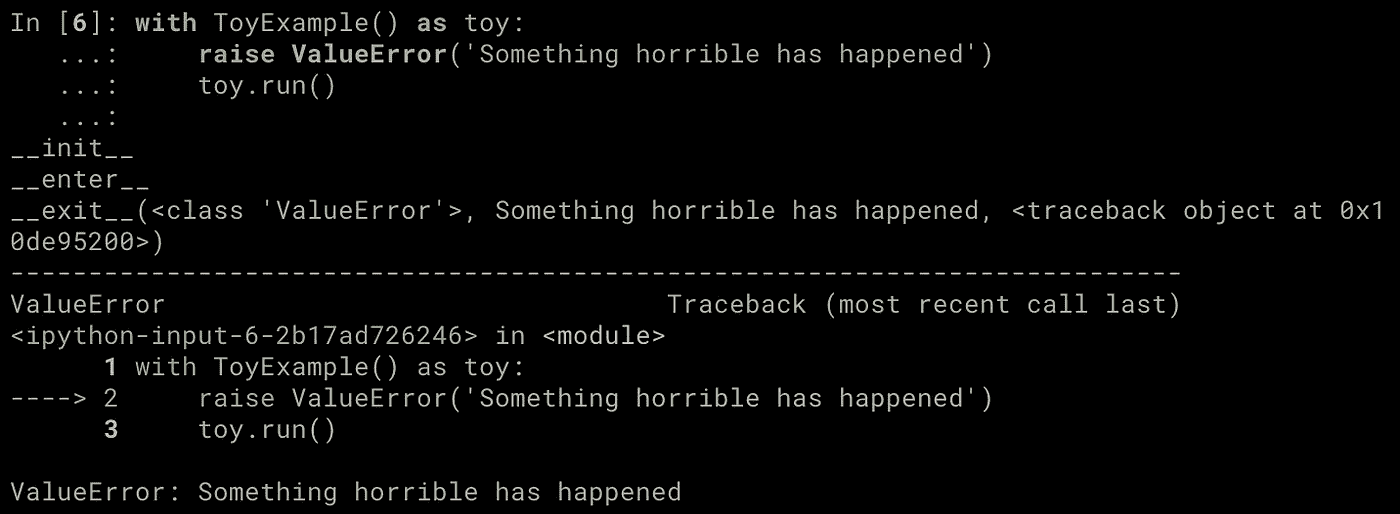 In [6]: with ToyExample() as toy:
   ...:     raise ValueError('Something horrible has happened')
   ...:     toy.run()
   ...:
__init__
__enter__
__exit__(<class 'ValueError'>, Something horrible has happened, <traceback object at 0x1
0de95200>)
---------------------------------------------------------------------------
ValueError                                Traceback (most recent call last)
<ipython-input-6-2b17ad726246> in <module>
      1 with ToyExample() as toy:
----> 2     raise ValueError('Something horrible has happened')
      3     toy.run()

ValueError: Something horrible has happened